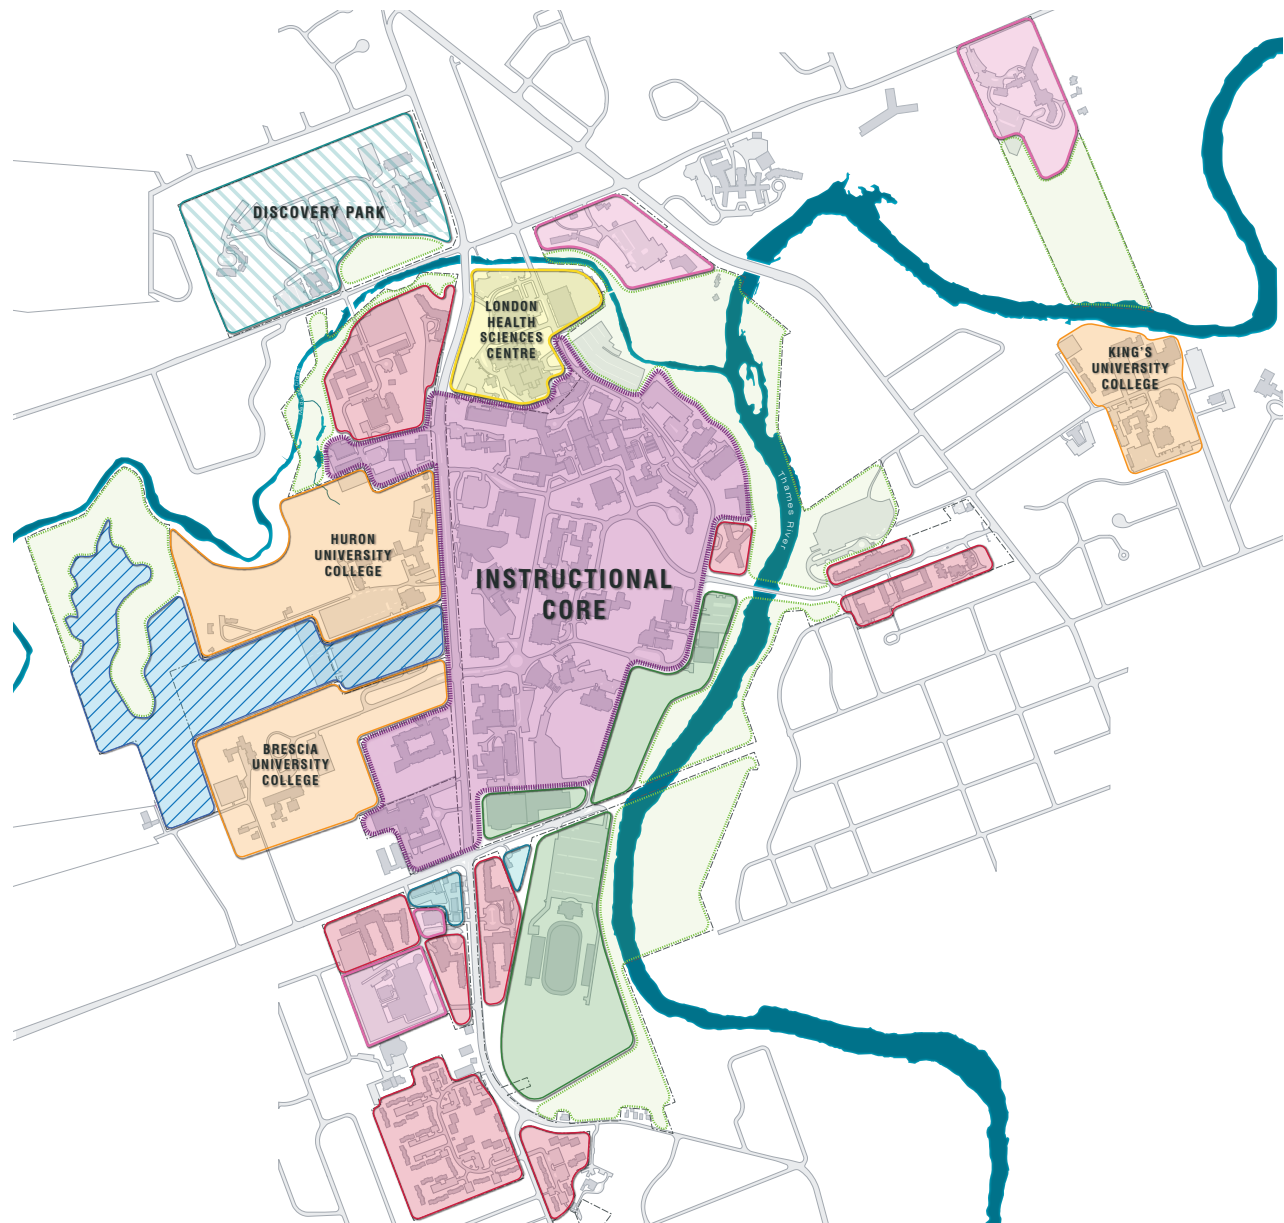 DISCOVERY PARK
LONDON
HEALTH
SCIENCES
CENTRE
KING'S
UNIVERSITY
COLLEGE
Thames River
HURON
UNIVERSITY
COLLEGE
INSTRUCTIONAL
CORE
BRESCIA
UNIVERSITY
COLLEGE